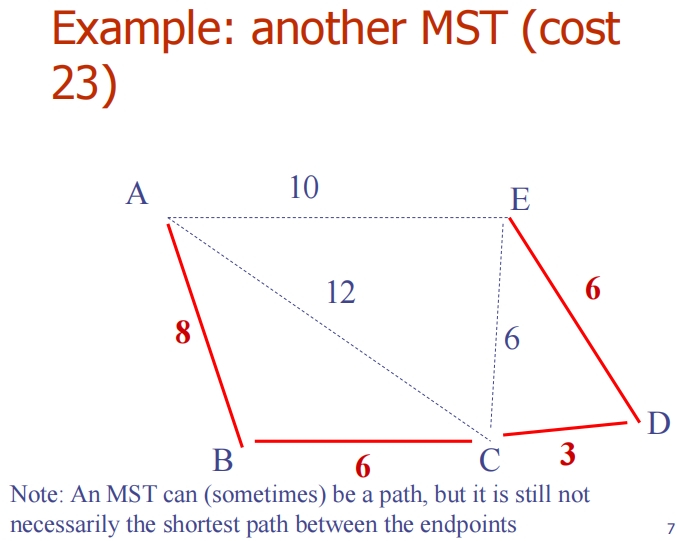 Example: another MST (cost
23)
10
A
E
12
6
8
6
D
B
C
3
6
Note: An MST can (sometimes) be a path, but it is still not
necessarily the shortest path between the endpoints
7